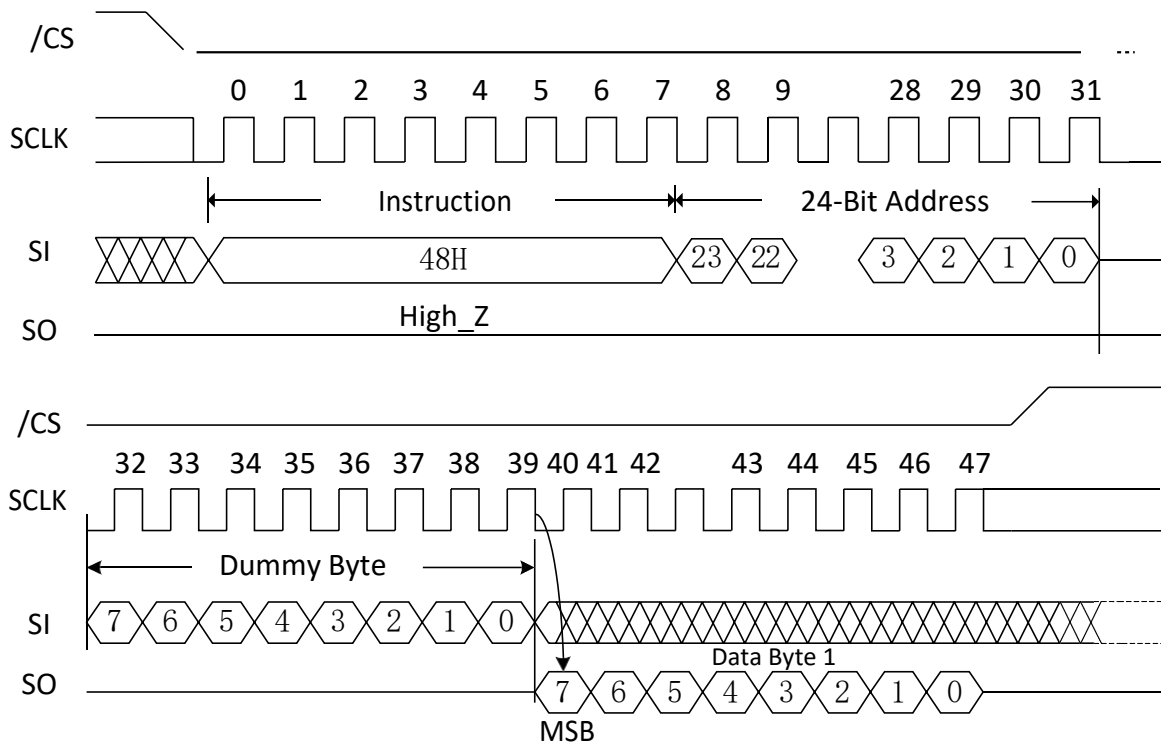 /CS
0 1 2 3 4 5 6 7 8 9 28 29 30 31
SCLK
Instruction 24-Bit Address
SI 48H 23 22 3 2 1 0
High_Z
SO
/CS
32 33 34 35 36 37 38 39 40 41 42 43 44 45 46 47
SCLK
Dummy Byte
SI 7 6 5 4 3 2 1 0
Data Byte 1
SO 7 6 5 4 3 2 1 0
MSB